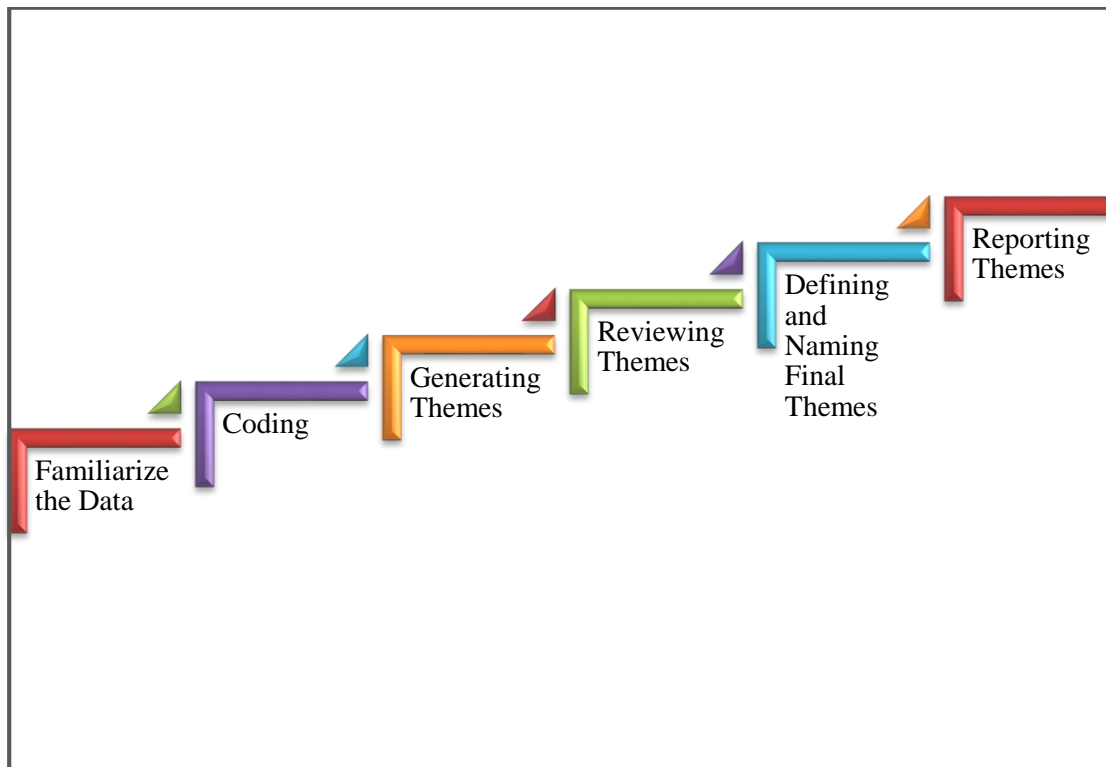 Familiarize
the Data
Coding
Generating
Themes
Reviewing
Themes
Defining
and
Naming
Final
Themes
Reporting
Themes